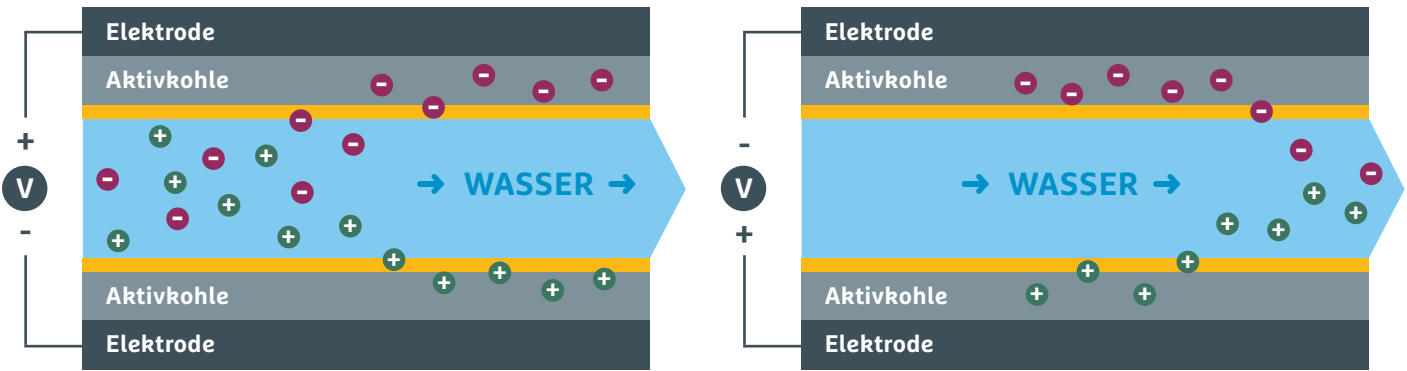 Elektrode
Aktivkohle
+
V
-
➜ WASSER ➜
Aktivkohle
Elektrode
Elektrode
Aktivkohle
-
V
+
➜ WASSER ➜
Aktivkohle
Elektrode